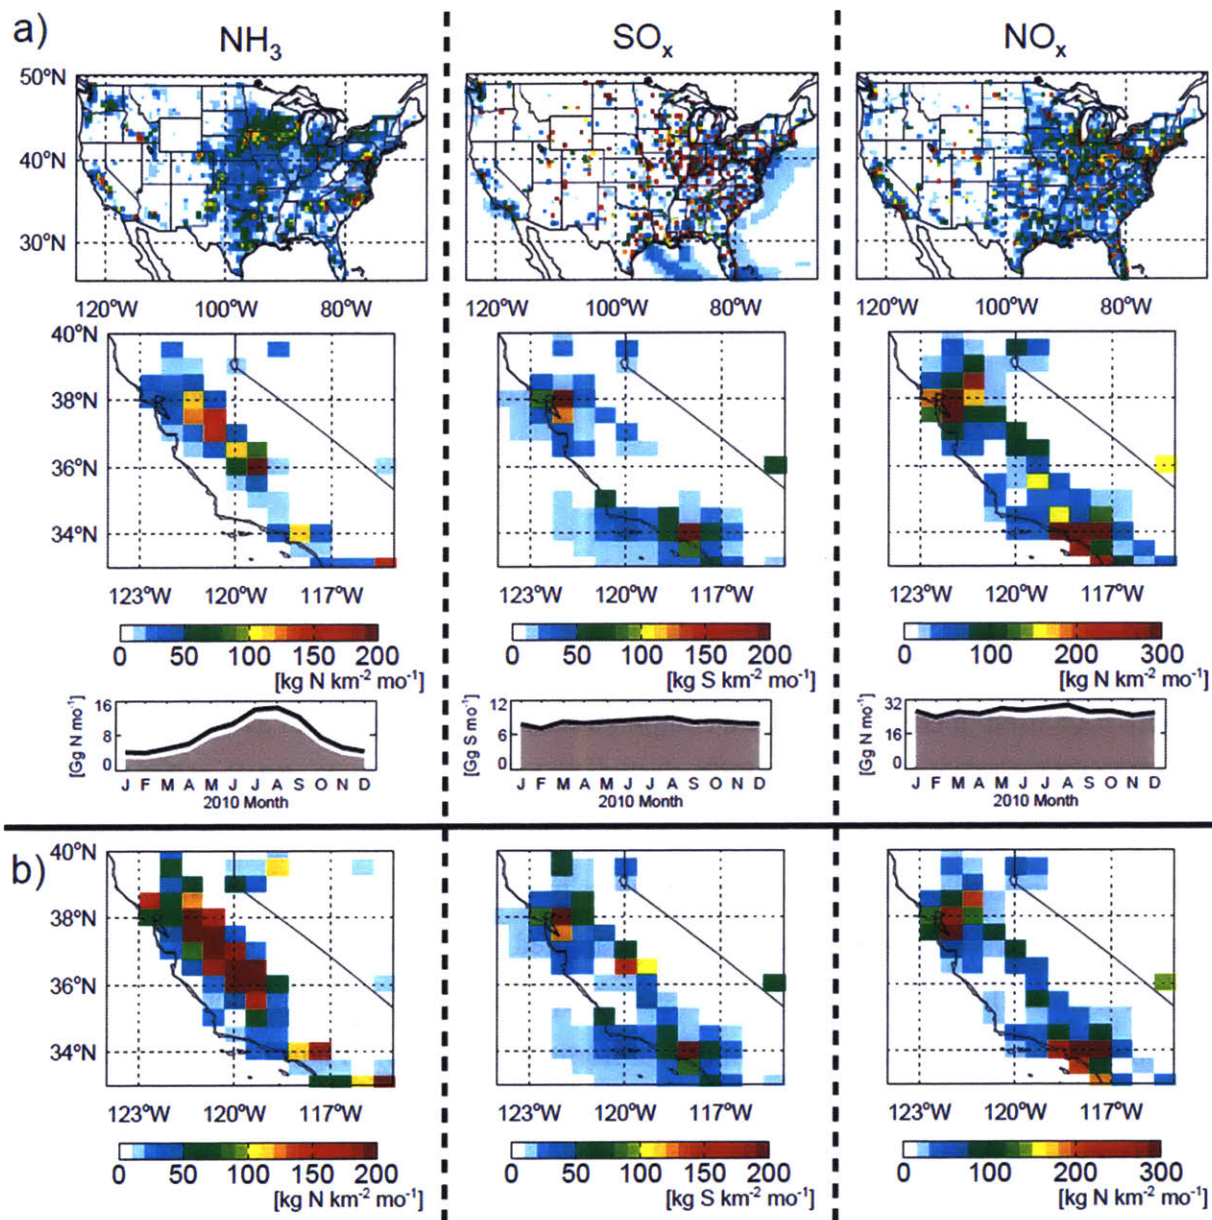 a)
NH3 SOx NOx
50°N
40°N
30°N
120°W 100°W 80°W 120°W 100°W 80°W 120°W 100°W 80°W
40°N
38°N
36°N
34°N
123°W 120°W 117°W 123°W 120°W 117°W 123°W 120°W 117°W
0 50 100 150 200 0 50 100 150 200 0 100 200 300
[kg N km-2 mo-1] [kg S km-2 mo-1] [kg N km-2 mo-1]
[Gg N mo-1] [Gg S mo-1] [Gg N mo-1]
16 12 32
8 6 16
0 0 0
J F M A M J J A S O N D J F M A M J J A S O N D J F M A M J J A S O N D
2010 Month 2010 Month 2010 Month
b)
40°N
38°N
36°N
34°N
123°W 120°W 117°W 123°W 120°W 117°W 123°W 120°W 117°W
0 50 100 150 200 0 50 100 150 200 0 100 200 300
[kg N km-2 mo-1] [kg S km-2 mo-1] [kg N km-2 mo-1]